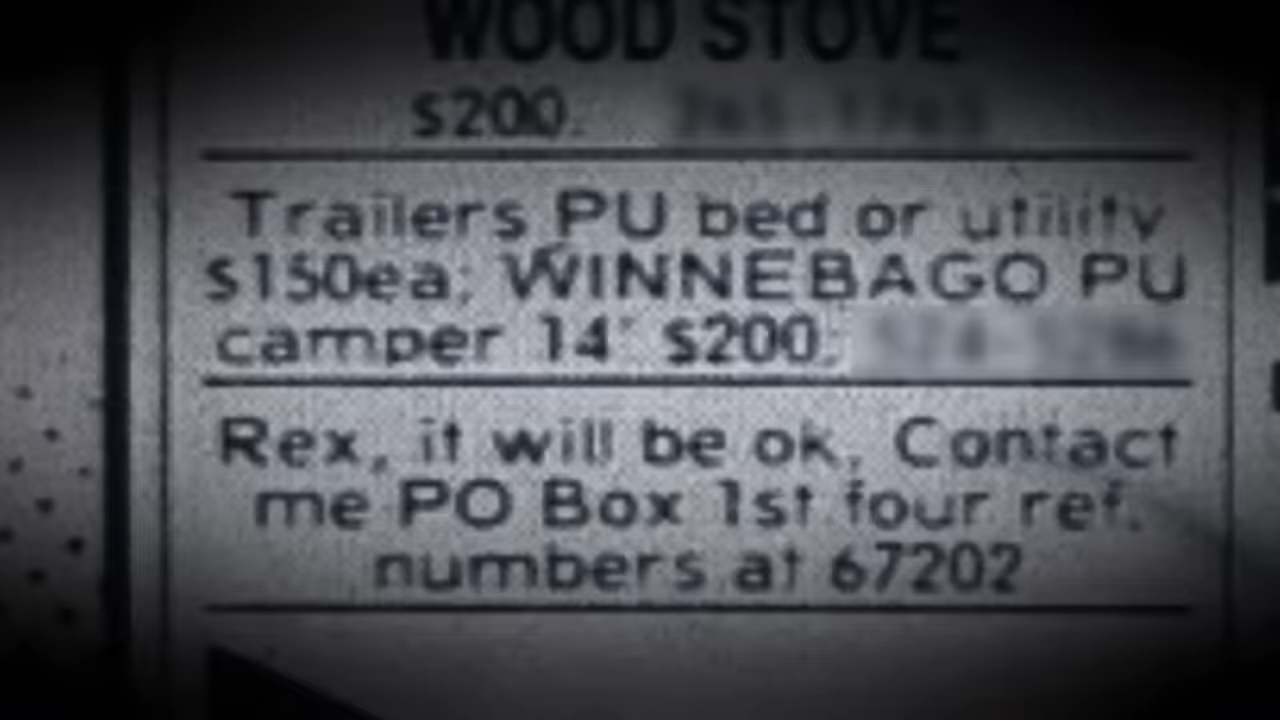 WOOD STOVE
$200.
Trailers PU bed or utility
$150ea; WINNEBAGO PU
camper 14' $200;
Rex, it will be ok, Contact
me PO Box 1st four ref.
numbers at 67202